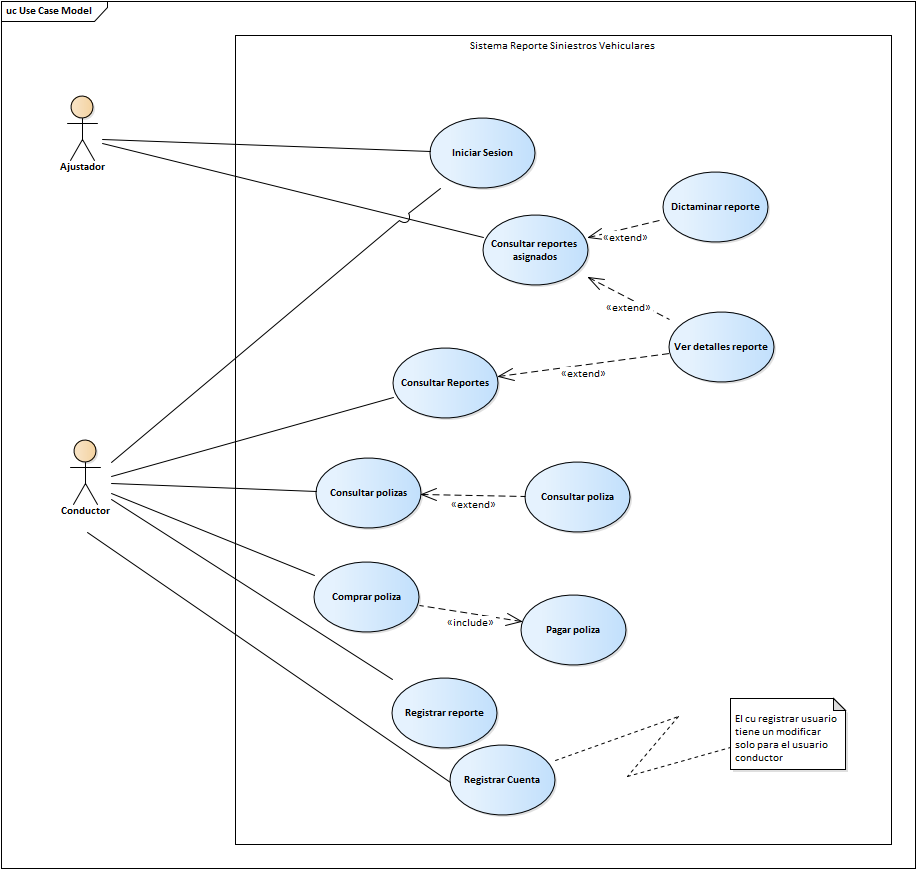 uc Use Case Model
Sistema Reporte Siniestros Vehiculares
Ajustador
Iniciar Sesion
Dictaminar reporte
Consultar reportes
asignados
«extend»
«extend»
Ver detalles reporte
Consultar Reportes
«extend»
Conductor
Consultar polizas
«extend»
Consultar poliza
Comprar poliza
«include»
Pagar poliza
Registrar reporte
El cu registrar usuario
tiene un modificar
solo para el usuario
conductor
Registrar Cuenta